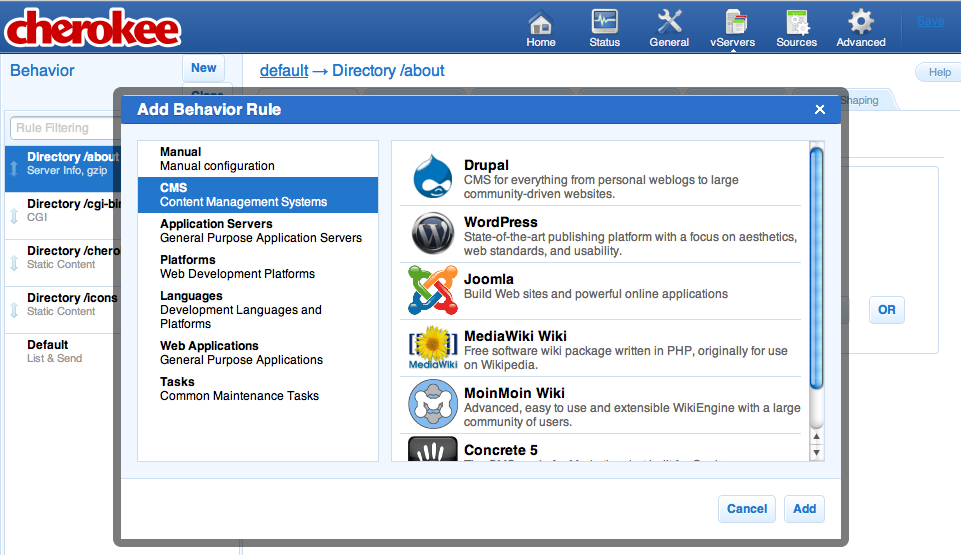 cherokee
Home
Status
General
vServers
Sources
Advanced
Save
Behavior
New
Clone
default → Directory /about
Help
Shaping
Rule Filtering
Directory /about
Server Info, gzip
Directory /cgi-bin
CGI
Directory /chero
Static Content
Directory /icons
Static Content
Default
List & Send
OR
Add Behavior Rule
Manual
Manual configuration
CMS
Content Management Systems
Application Servers
General Purpose Application Servers
Platforms
Web Development Platforms
Languages
Development Languages and
Platforms
Web Applications
General Purpose Applications
Tasks
Common Maintenance Tasks
Drupal
CMS for everything from personal weblogs to large
community-driven websites.
WordPress
State-of-the-art publishing platform with a focus on aesthetics,
web standards, and usability.
Joomla
Build Web sites and powerful online applications
MediaWiki
MediaWiki Wiki
Free software wiki package written in PHP, originally for use
on Wikipedia.
MoinMoin Wiki
Advanced, easy to use and extensible WikiEngine with a large
community of users.
Concrete 5
Cancel
Add